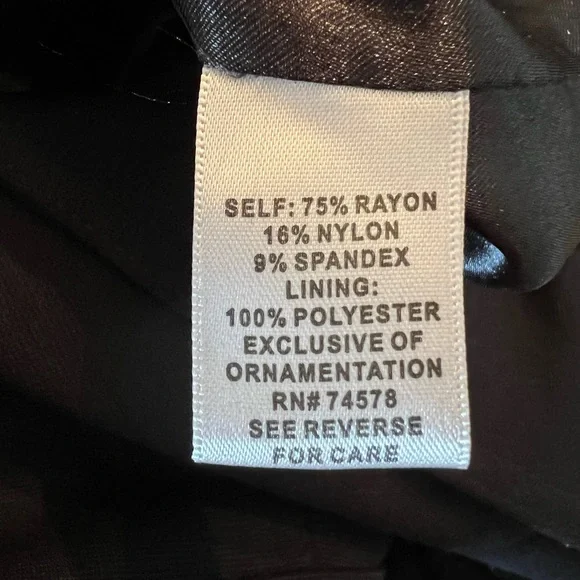 SELF: 75% RAYON
16% NYLON
9% SPANDEX
LINING:
100% POLYESTER
EXCLUSIVE OF
ORNAMENTATION
RN# 74578
SEE REVERSE
FOR CARE